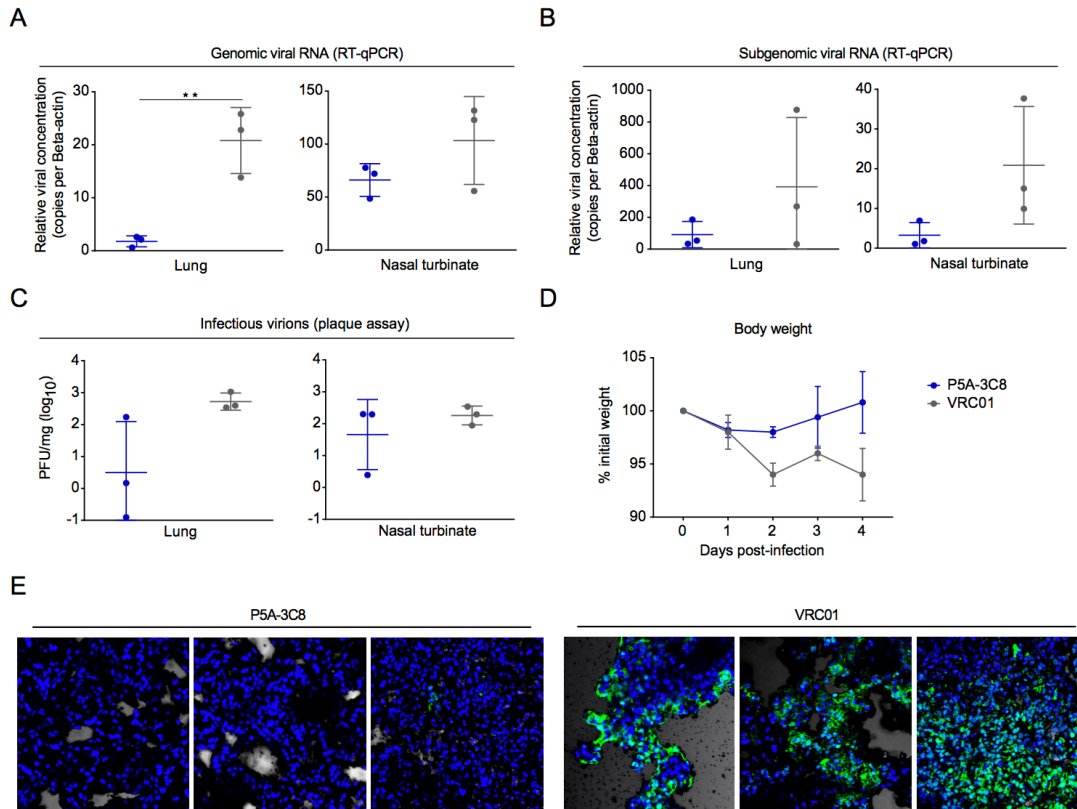 A
Genomic viral RNA (RT-qPCR)
Relative viral concentration
(copies per Beta-actin)
30
20
10
0
**
Lung
150
100
50
0
Nasal turbinate
B
Subgenomic viral RNA (RT-qPCR)
Relative viral concentration
(copies per Beta-actin)
1000
800
600
400
200
0
Lung
40
30
20
10
0
Nasal turbinate
C
Infectious virions (plaque assay)
PFU/mg (log10)
4
3
2
1
0
-1
Lung
4
3
2
1
0
-1
Nasal turbinate
D
Body weight
% initial weight
105
100
95
90
0 1 2 3 4
Days post-infection
P5A-3C8
VRC01
E
P5A-3C8
VRC01